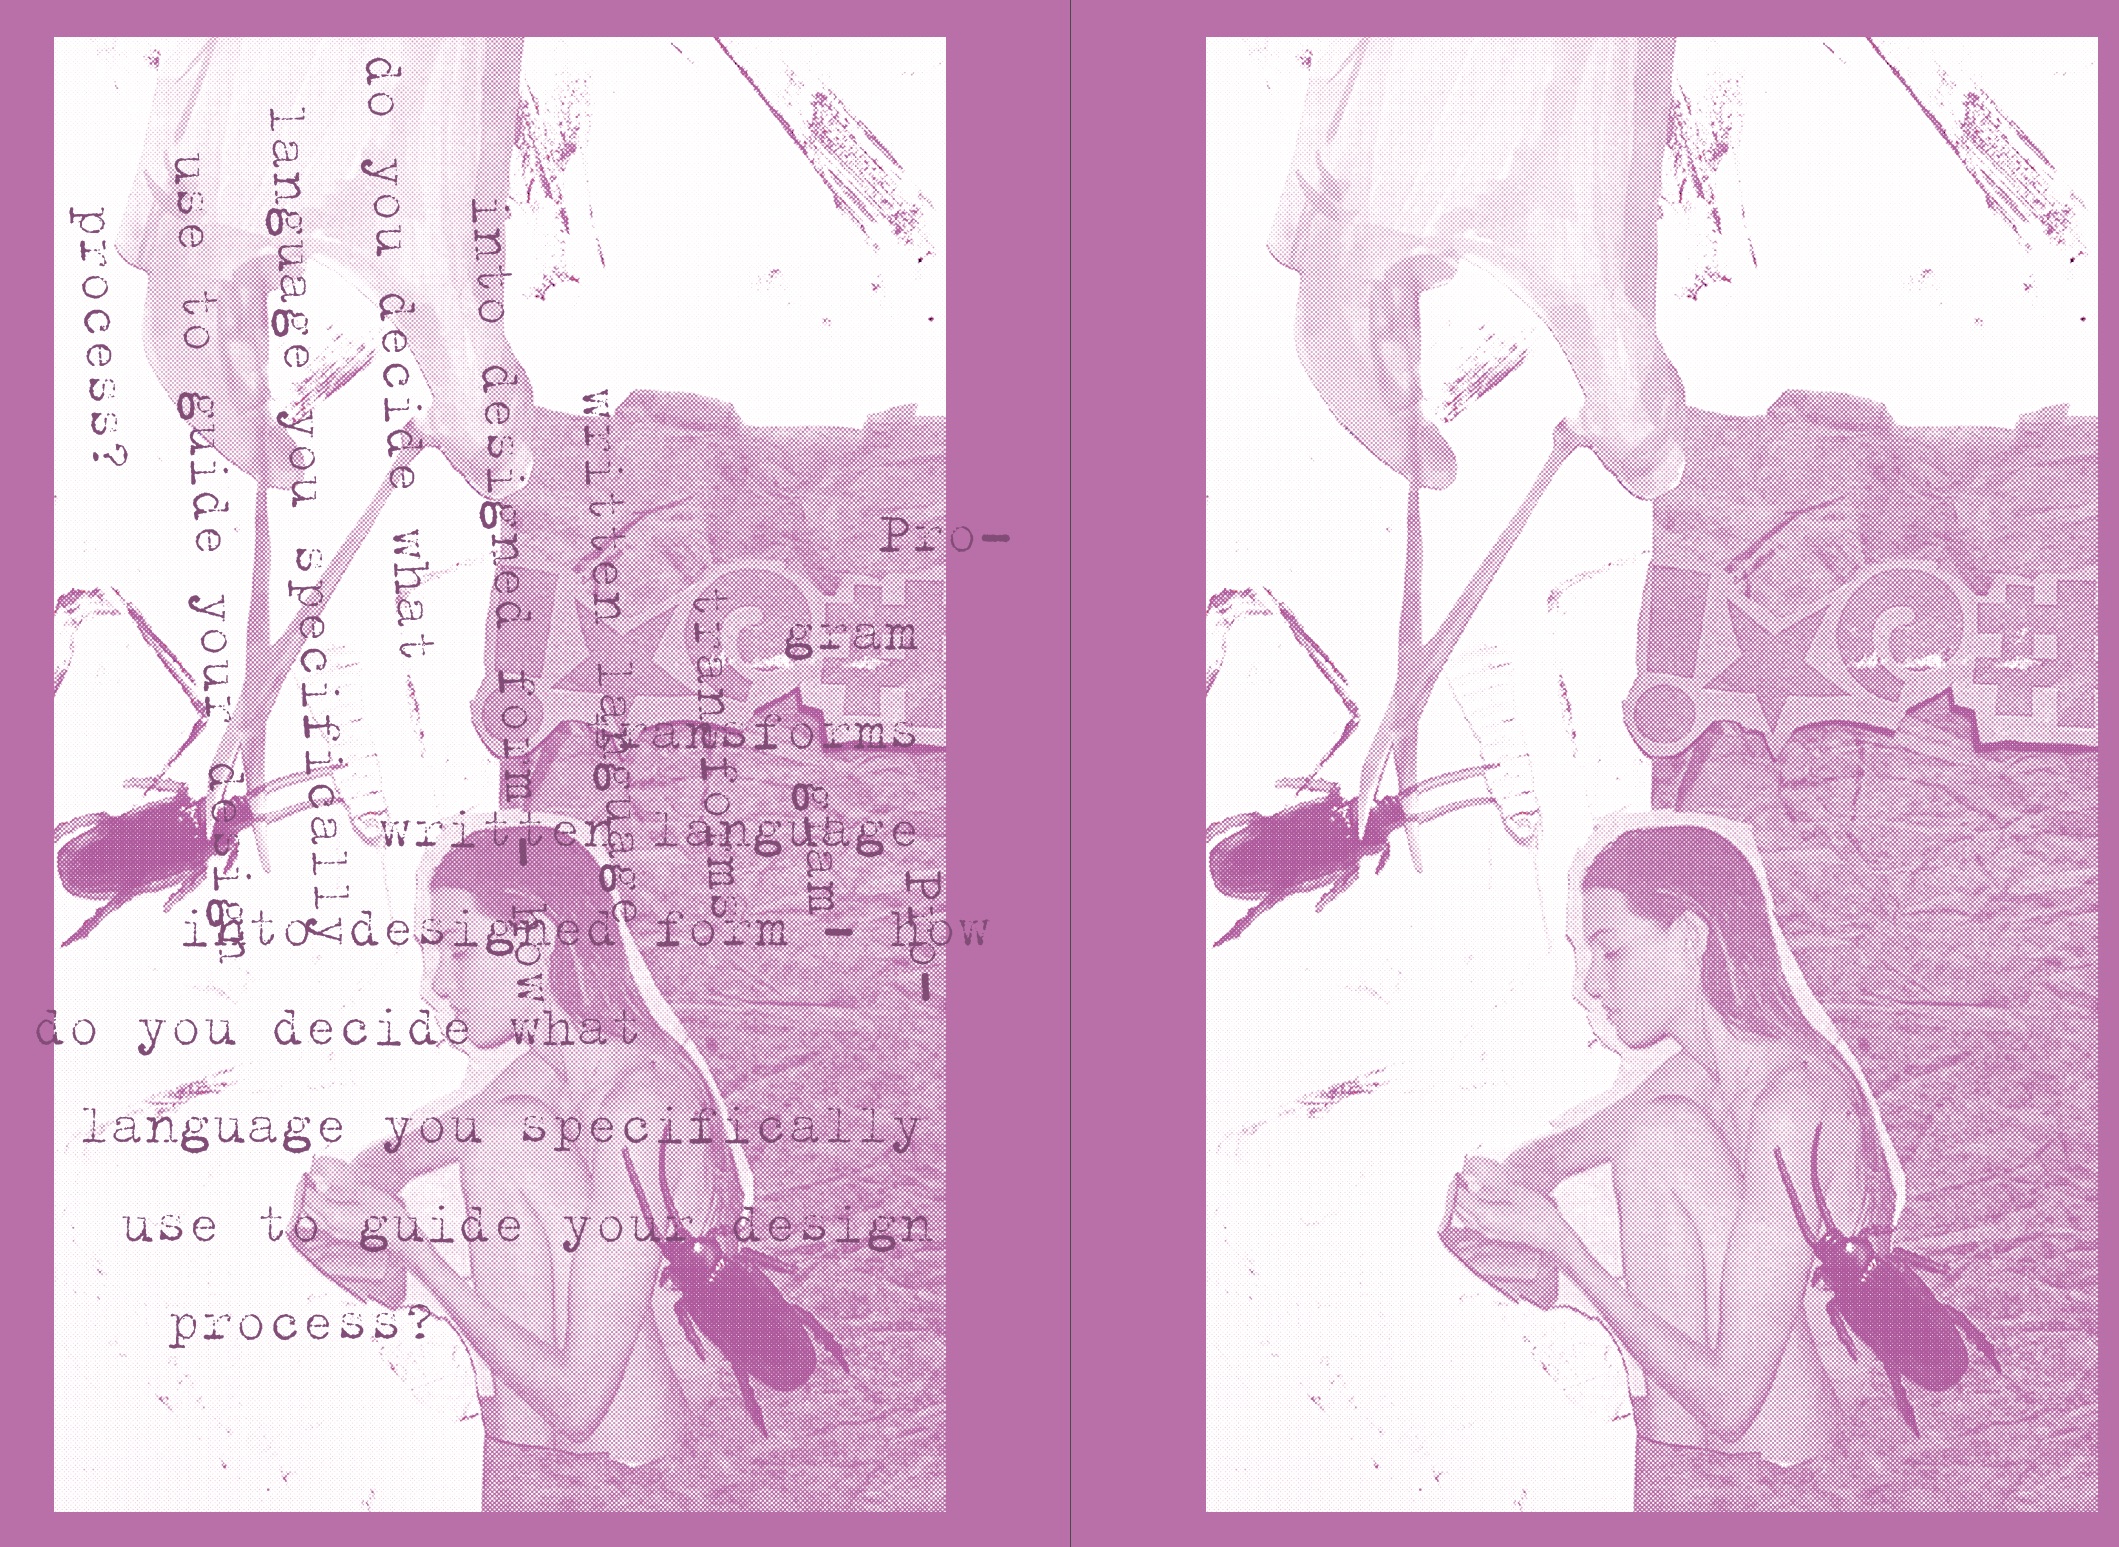 Pro-
gram
transforms
written language
into designed form - how
do you decide what
language you specifically
use to guide your design
process?
Pro-
gram
transforms
written language
into designed form - how
do you decide what
language you specifically
use to guide your design
process?